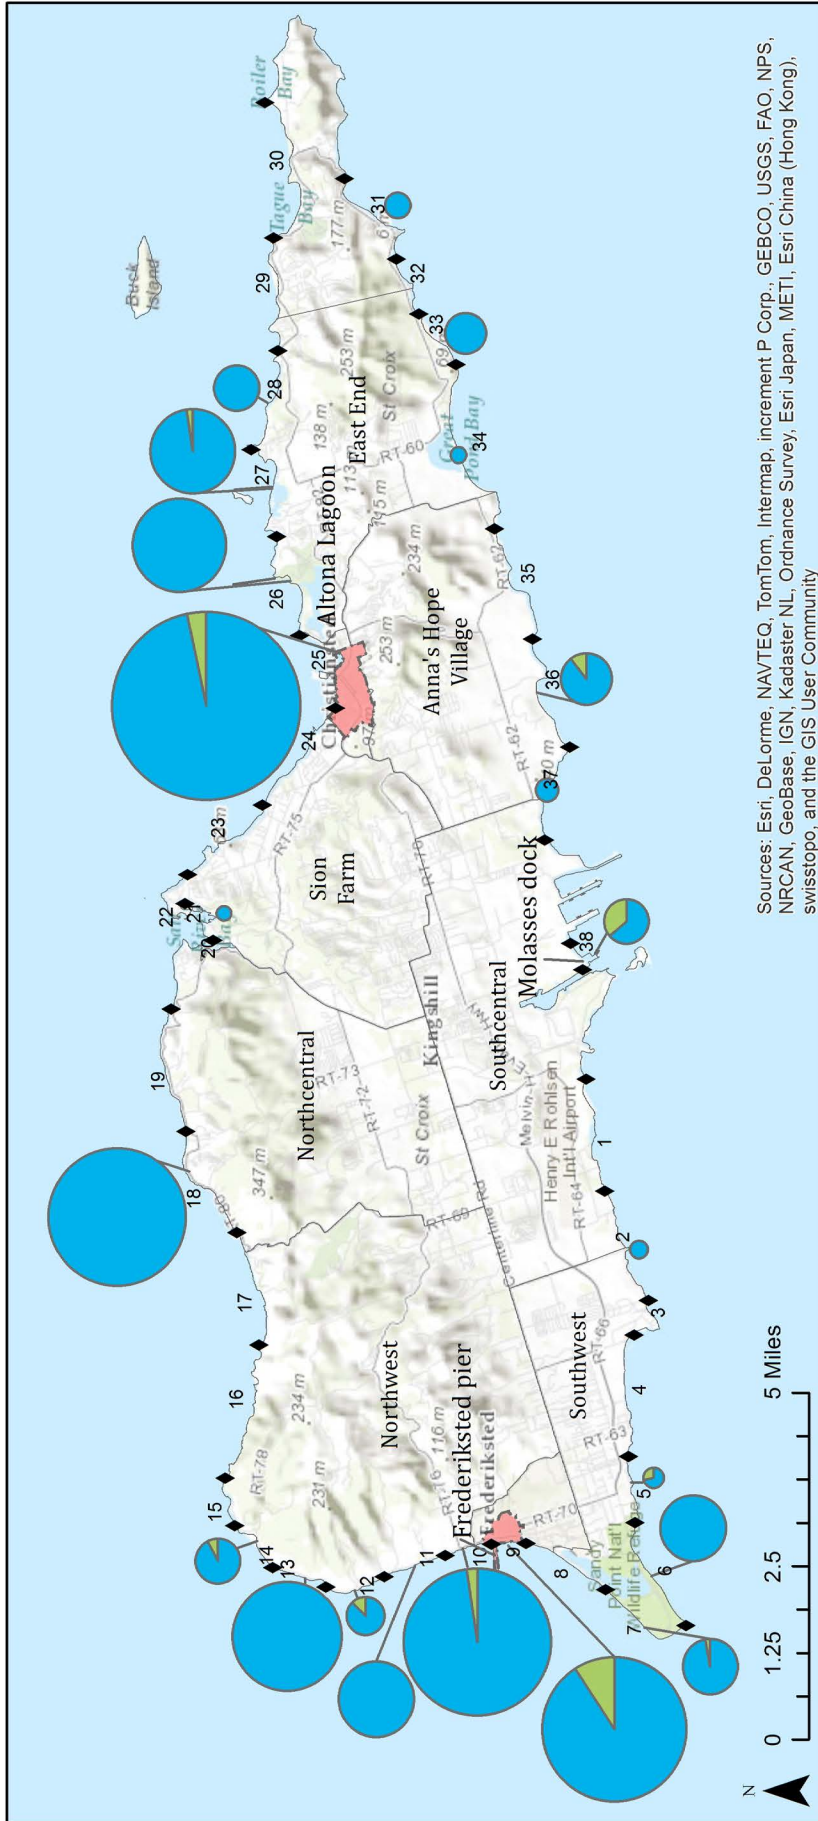 Boiler
Bay
30
Tague
Bay
31
177 m
32
29
Buck
Island
33
28
253 m
St Croix
East End
138 m
RT-60
Great
Pond Bay
34
27
Altona Lagoon
115 m
26
234 m
RT-62
35
Anna's Hope
Village
253 m
25
36
24
RT-62
37
23
RT-75
Sion
Farm
22
21
20
Molasses dock
38
Kingshill
Southcentral
19
Northcentral
RT-73
RT-72
St Croix
Henry E Rohlsen
Int'l Airport
RT-64
1
18
347 m
RT-69
Centerline Rd
2
17
3
16
234 m
Northwest
Southwest
RT-66
4
RT-63
15
RT-78
231 m
116 m
RT-76
Frederiksted pier
Frederiksted
RT-70
5
14
13
12
11
10
9
8
Sandy
Point Nat'l
Wildlife Refuge
6
7
N
0 1.25 2.5 5 Miles
Sources: Esri, DeLorme, NAVTEQ, TomTom, Intermap, increment P Corp., GEBCO, USGS, FAO, NPS,
NRCAN, GeoBase, IGN, Kadaster NL, Ordnance Survey, Esri Japan, METI, Esri China (Hong Kong),
swisstopo, and the GIS User Community